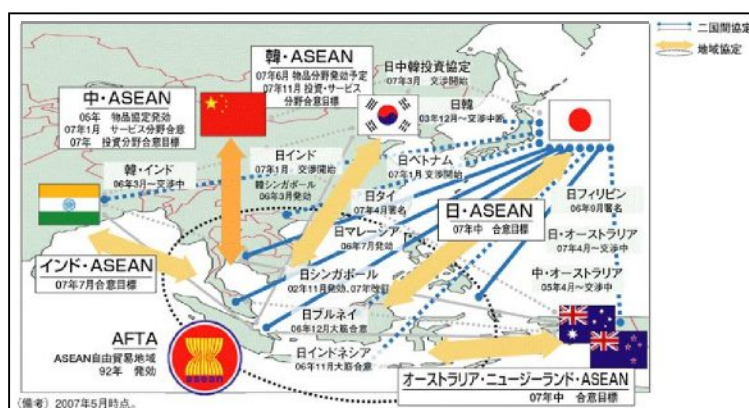 二国間協定
地域協定
韓・ASEAN
07年6月 物品分野発効予定
07年11月 投資・サービス
分野合意目標
日中韓投資協定
07年3月 交渉開始
中・ASEAN
05年 物品協定発効
07年1月 サービス分野合意
07年 投資分野合意目標
日韓
03年12月～交渉中断
韓・インド
06年3月～交渉中
日インド
07年1月 交渉開始
日ベトナム
07年1月 交渉開始
韓シンガポール
06年3月発効
日タイ
07年4月署名
日・ASEAN
07年中 合意目標
日フィリピン
06年9月署名
日マレーシア
06年7月発効
日・オーストラリア
07年4月～交渉中
インド・ASEAN
07年7月合意目標
日シンガポール
02年11月発効、07年改訂
中・オーストラリア
05年4月～交渉中
日ブルネイ
06年12月大筋合意
AFTA
ASEAN自由貿易地域
92年 発効
asean
日インドネシア
06年11月大筋合意
オーストラリア・ニュージーランド・ASEAN
07年中 合意目標
（備考）2007年5月時点。